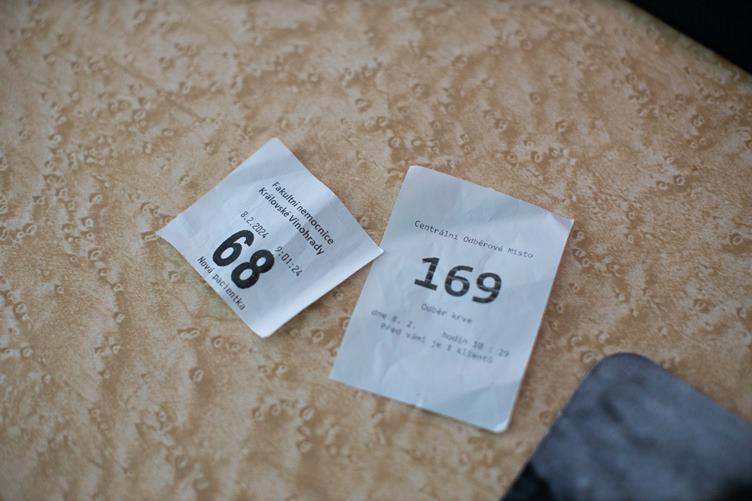 Fakultní nemocnice
Královské Vinohrady
8.2.2024 9:01:24
68
Nová pacientka
Centrální Odběrové Místo
169
Odběr krve
dne 8. 2. hodin 10 : 29
Před vámi je 8 klientů